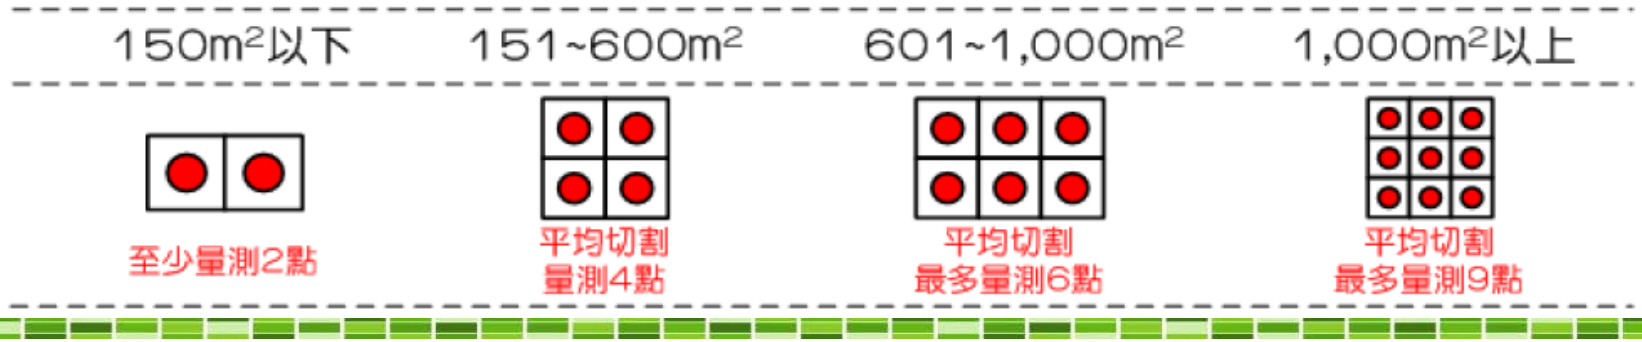 150m²以下 151~600m² 601~1,000m² 1,000m²以上
至少量測2點
平均切割
量測4點
平均切割
最多量測6點
平均切割
最多量測9點